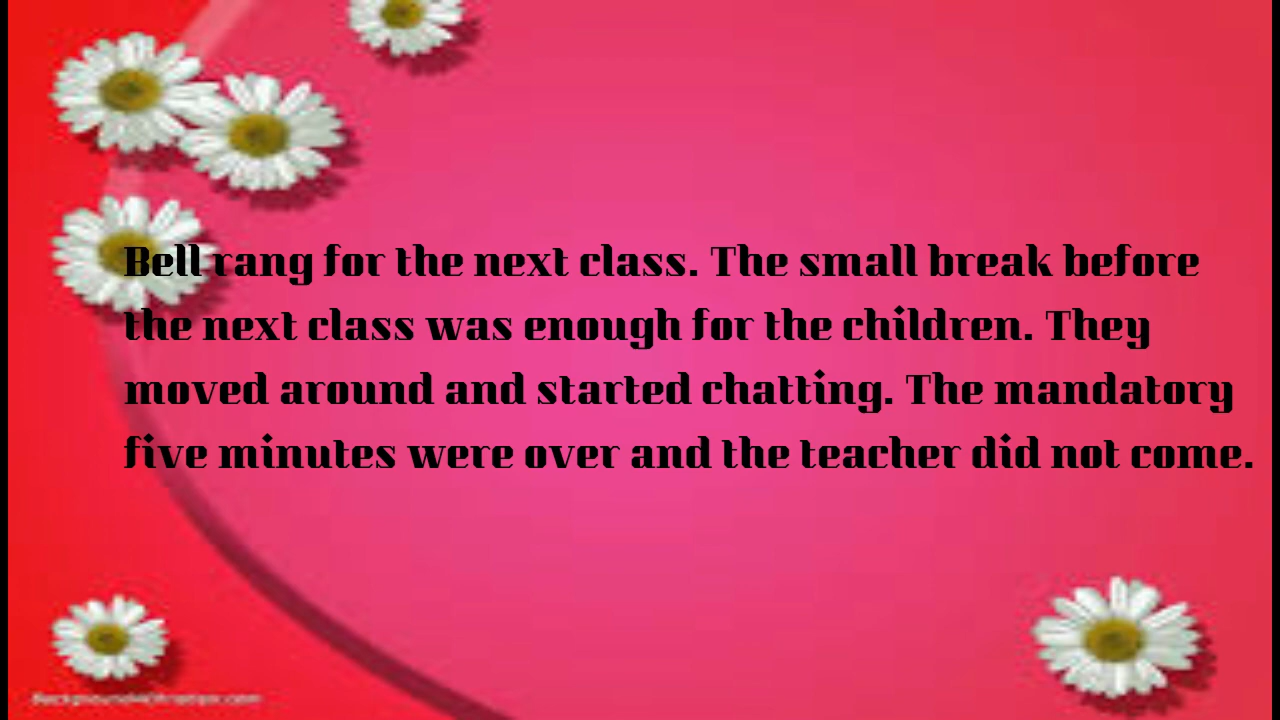 Bell rang for the next class. The small break before
the next class was enough for the children. They
moved around and started chatting. The mandatory
five minutes were over and the teacher did not come.